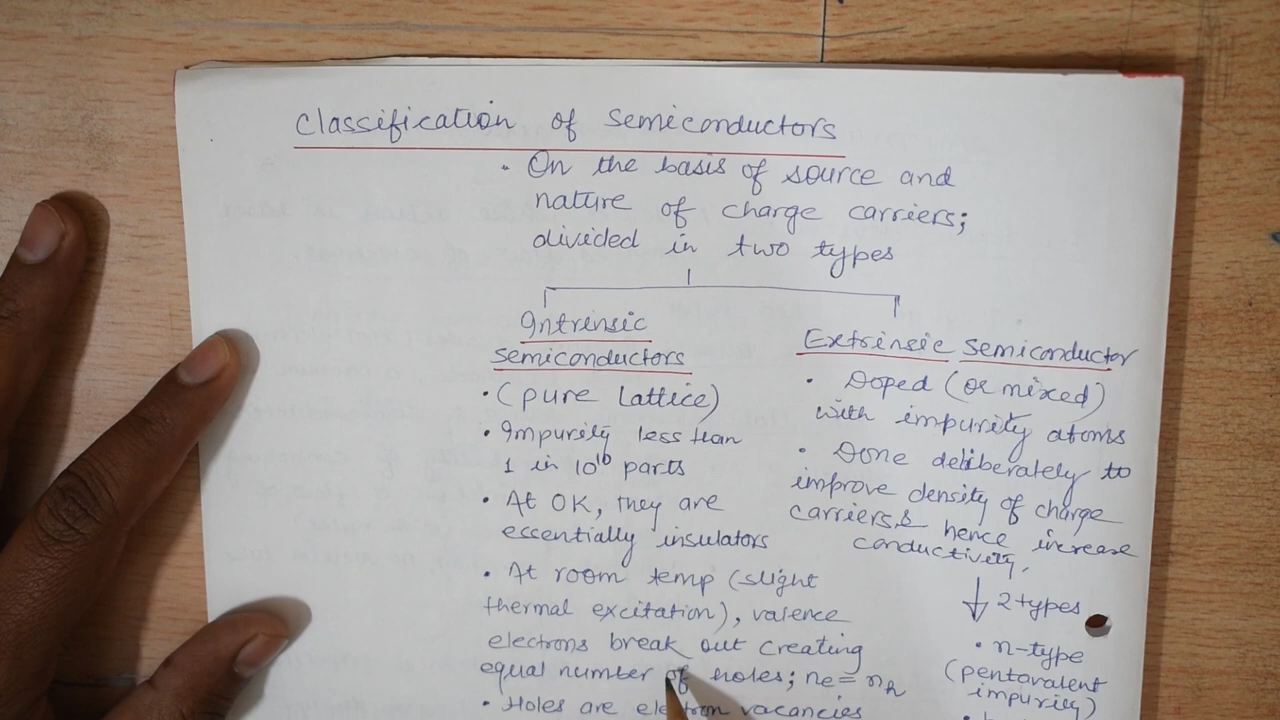 Classification of Semiconductors
• On the basis of source and
nature of charge carriers;
divided in two types
Intrinsic
Semiconductors
• (pure lattice)
• Impurity less than
1 in 10¹⁰ parts
• At 0K, they are
essentially insulators
• At room temp (slight
thermal excitation), valence
electrons break out creating
equal number of holes; ne = nh
• Holes are electron vacancies
Extrinsic Semiconductor
• Doped (or mixed)
with impurity atoms
• Done deliberately to
improve density of charge
carriers & hence increase
conductivity.
↓ 2 types
• n-type
(pentavalent
impurity)